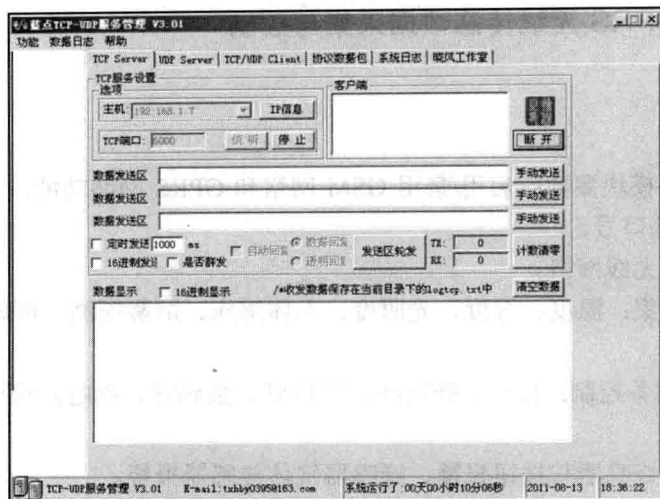 蓝点TCP-UDP服务管理 V3.01
功能 数据日志 帮助
TCP Server UDP Server TCP/UDP Client 协议数据包 系统日志 晓风工作室
TCP服务设置
选项
客户端
主机: 192.168.1.7 IP信息
TCP端口: 6000 侦听 停止
断开
数据发送区 手动发送
数据发送区 手动发送
数据发送区 手动发送
定时发送 1000 ms 自动回复 数据回复 发送区轮发 TX: 0 计数清零
16进制发送 是否群发 透明回复 RX: 0
数据显示 16进制显示 /*收发数据保存在当前目录下的logtcp.txt中 清空数据
TCP-UDP服务管理 V3.01 E-mail:txhby03959163.com 系统运行了:00天00小时10分06秒 2011-08-13 16:36:22